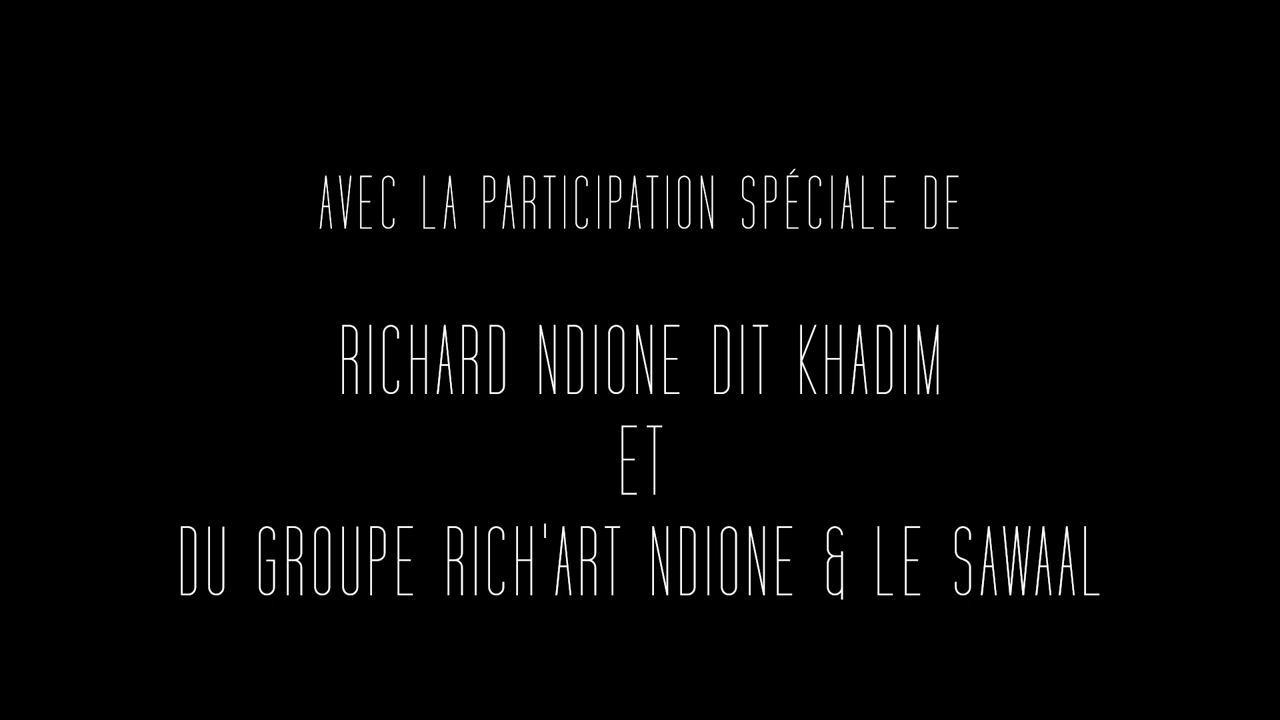 AVEC LA PARTICIPATION SPÉCIALE DE
RICHARD NDIONE DIT KHADIM
ET
DU GROUPE RICH'ART NDIONE & LE SAWAAL